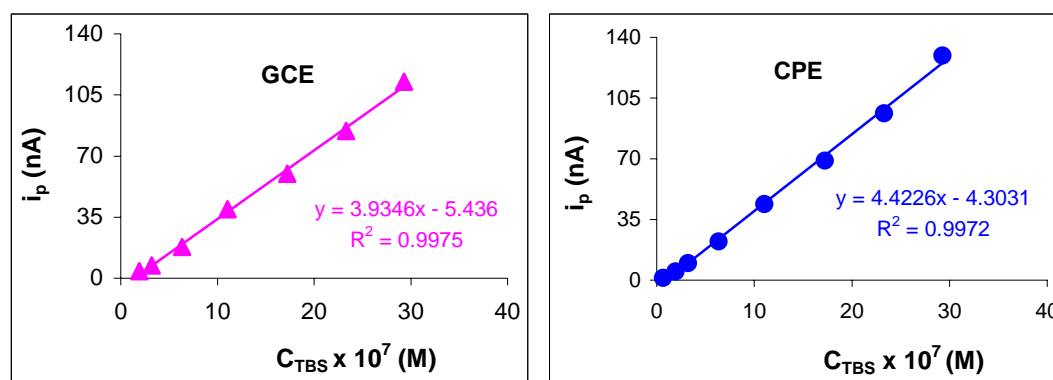 GCE
140
105
70
35
0
i_p (nA)
y = 3.9346x - 5.436
R² = 0.9975
0 10 20 30 40
C_TBS x 10⁷ (M)
CPE
140
105
70
35
0
i_p (nA)
y = 4.4226x - 4.3031
R² = 0.9972
0 10 20 30 40
C_TBS x 10⁷ (M)